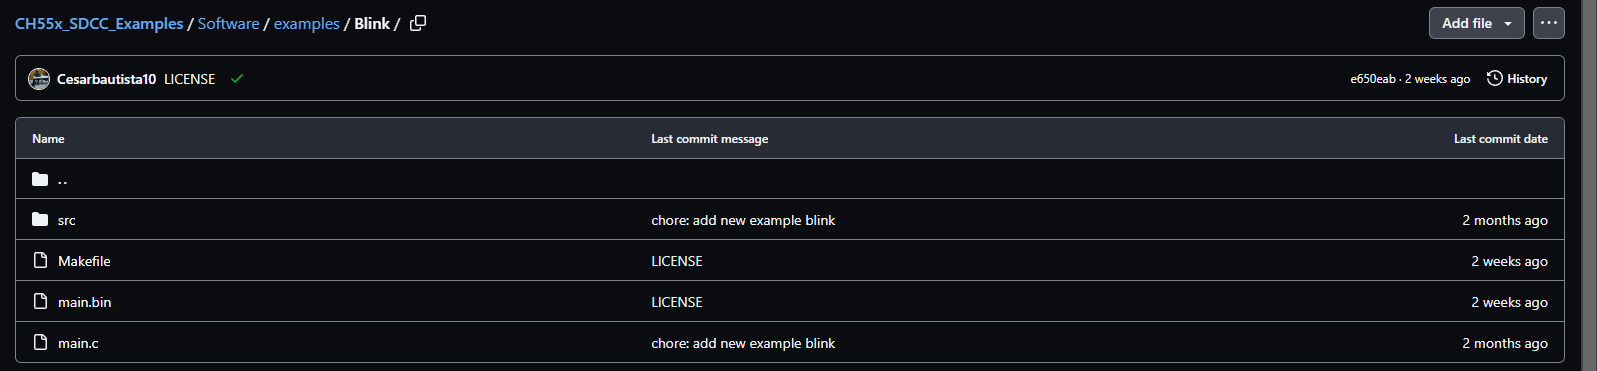 CH55x_SDCC_Examples / Software / examples / Blink / Add file ...
Cesarbautista10 LICENSE e650eab · 2 weeks ago History
Name Last commit message Last commit date
..
src chore: add new example blink 2 months ago
Makefile LICENSE 2 weeks ago
main.bin LICENSE 2 weeks ago
main.c chore: add new example blink 2 months ago